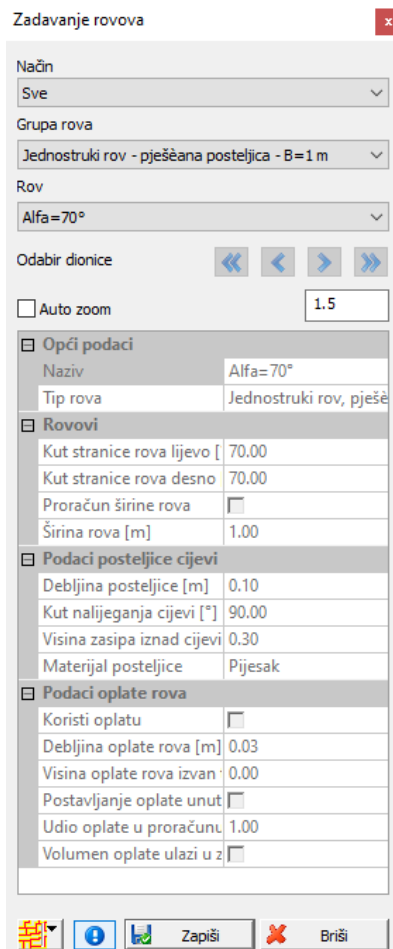 Zadavanje rovova
x
Način
Sve
Grupa rova
Jednostruki rov - pješèana posteljica - B=1 m
Rov
Alfa=70°
Odabir dionice
Auto zoom 1.5
Opći podaci
Naziv Alfa=70°
Tip rova Jednostruki rov, pješè
Rovovi
Kut stranice rova lijevo [ 70.00
Kut stranice rova desno 70.00
Proračun širine rova
Širina rova [m] 1.00
Podaci posteljice cijevi
Debljina posteljice [m] 0.10
Kut nalijeganja cijevi [°] 90.00
Visina zasipa iznad cijevi 0.30
Materijal posteljice Pijesak
Podaci oplate rova
Koristi oplatu
Debljina oplate rova [m] 0.03
Visina oplate rova izvan 0.00
Postavljanje oplate unut
Udio oplate u proračunu 1.00
Volumen oplate ulazi u z
Zapiši Briši